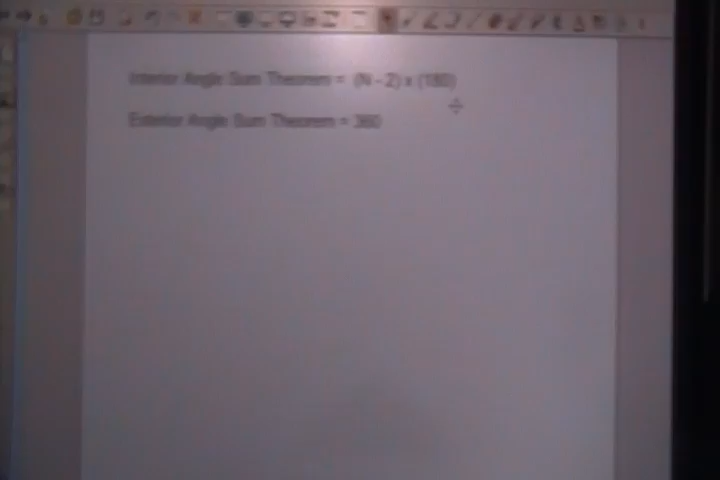 Interior Angle Sum Theorem = (N - 2) x (180)
Exterior Angle Sum Theorem = 360